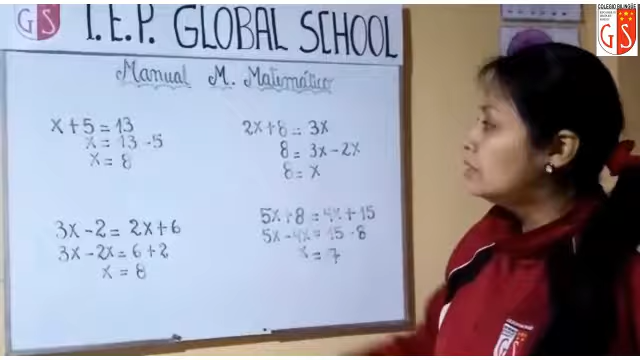 GS
I.E.P. GLOBAL SCHOOL
Manual M. Matemático
x + 5 = 13
x = 13 - 5
x = 8
2x + 8 = 3x
8 = 3x - 2x
8 = x
3x - 2 = 2x + 6
3x - 2x = 6 + 2
x = 8
5x + 8 = 4x + 15
5x - 4x = 15 - 8
x = 7
GS
GS